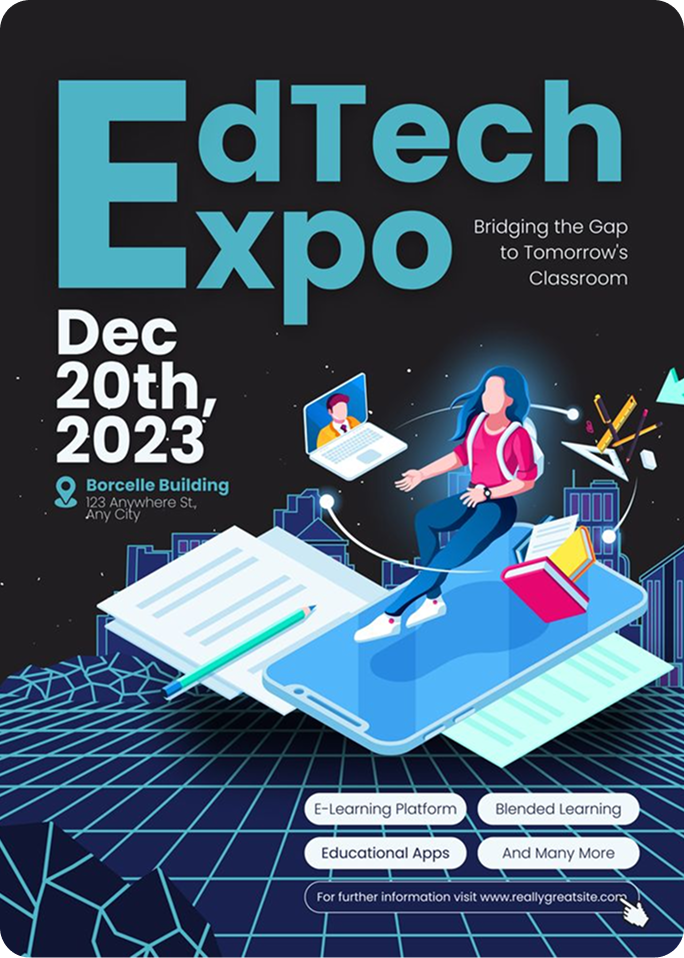 EdTech
Expo
Bridging the Gap
to Tomorrow's
Classroom
Dec
20th,
2023
Borcelle Building
123 Anywhere St.,
Any City
E-Learning Platform
Blended Learning
Educational Apps
And Many More
For further information visit www.reallygreatsite.com